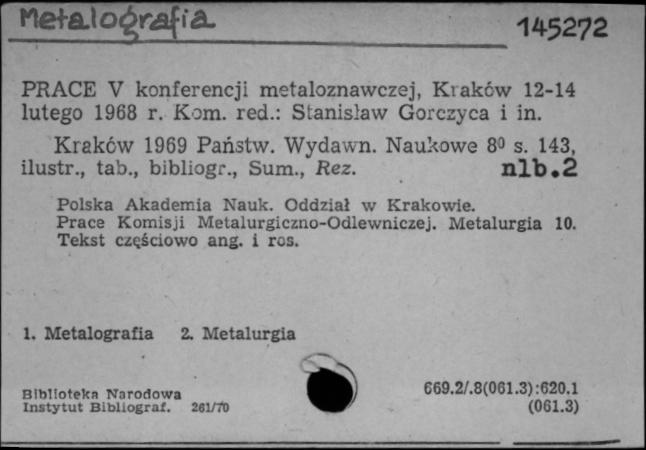 Metalografia
145272
PRACE V konferencji metaloznawczej, Kraków 12-14
lutego 1968 r. Kom. red.: Stanisław Gorczyca i in.
Kraków 1969 Państw. Wydawn. Naukowe 8⁰ s. 143,
ilustr., tab., bibliogr., Sum., Rez. nlb.2
Polska Akademia Nauk. Oddział w Krakowie.
Prace Komisji Metalurgiczno-Odlewniczej. Metalurgia 10.
Tekst częściowo ang. i ros.
1. Metalografia 2. Metalurgia
Biblioteka Narodowa
Instytut Bibliograf. 261/70
669.2/.8(061.3):620.1
(061.3)